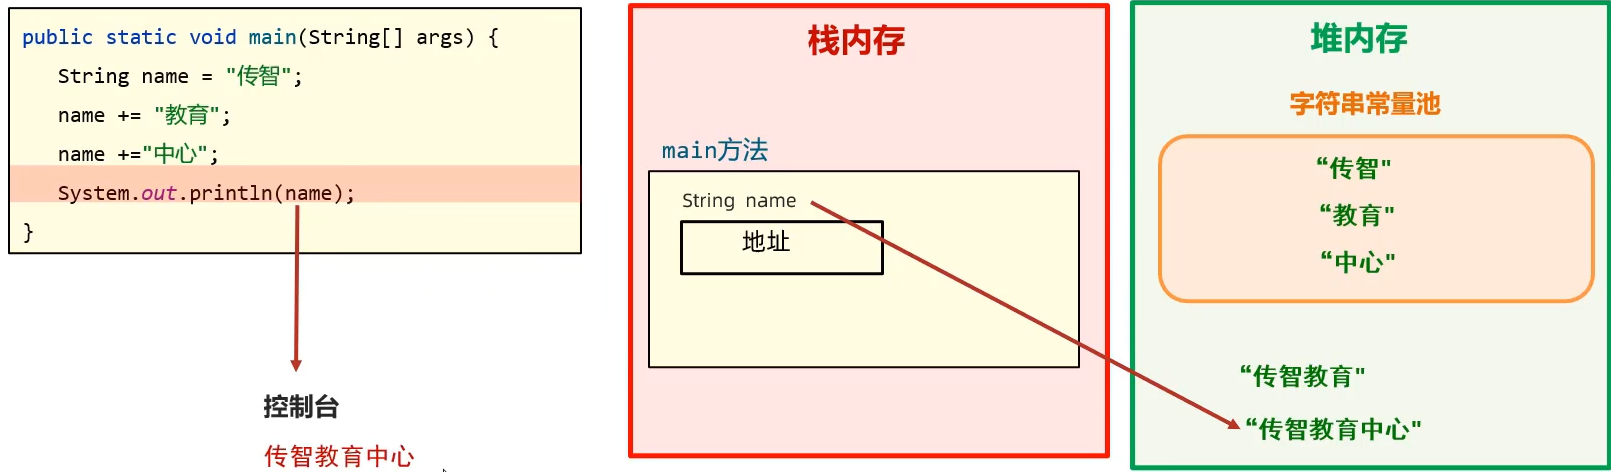 public static void main(String[] args) {
String name = "传智";
name += "教育";
name +="中心";
System.out.println(name);
}
控制台
传智教育中心
栈内存
main方法
String name
地址
堆内存
字符串常量池
“传智"
“教育"
“中心"
“传智教育"
“传智教育中心"